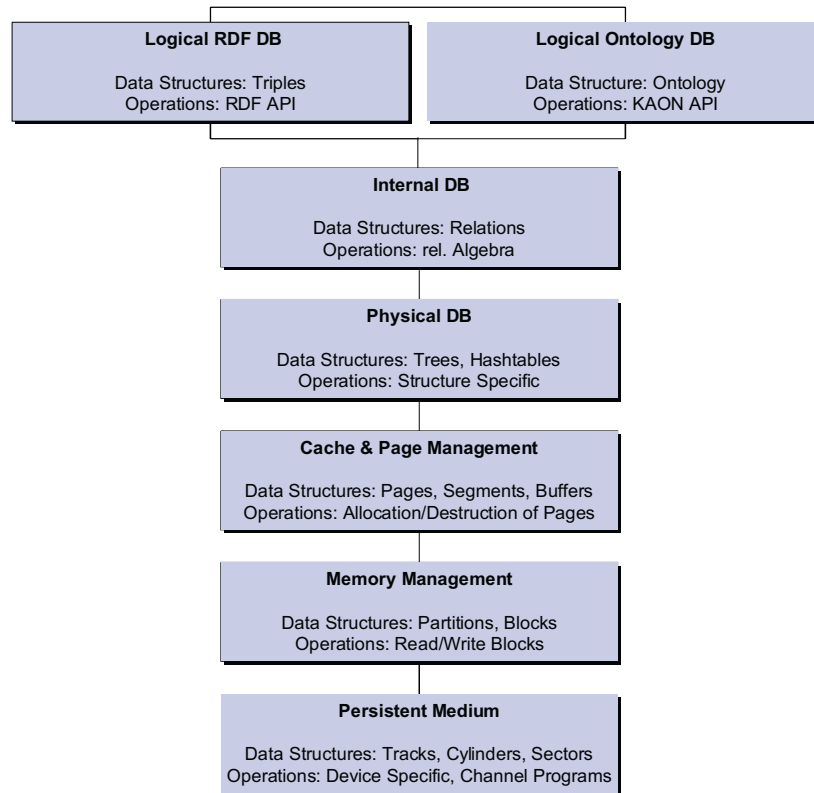 Logical RDF DB
Data Structures: Triples
Operations: RDF API
Logical Ontology DB
Data Structure: Ontology
Operations: KAON API
Internal DB
Data Structures: Relations
Operations: rel. Algebra
Physical DB
Data Structures: Trees, Hashtables
Operations: Structure Specific
Cache & Page Management
Data Structures: Pages, Segments, Buffers
Operations: Allocation/Destruction of Pages
Memory Management
Data Structures: Partitions, Blocks
Operations: Read/Write Blocks
Persistent Medium
Data Structures: Tracks, Cylinders, Sectors
Operations: Device Specific, Channel Programs